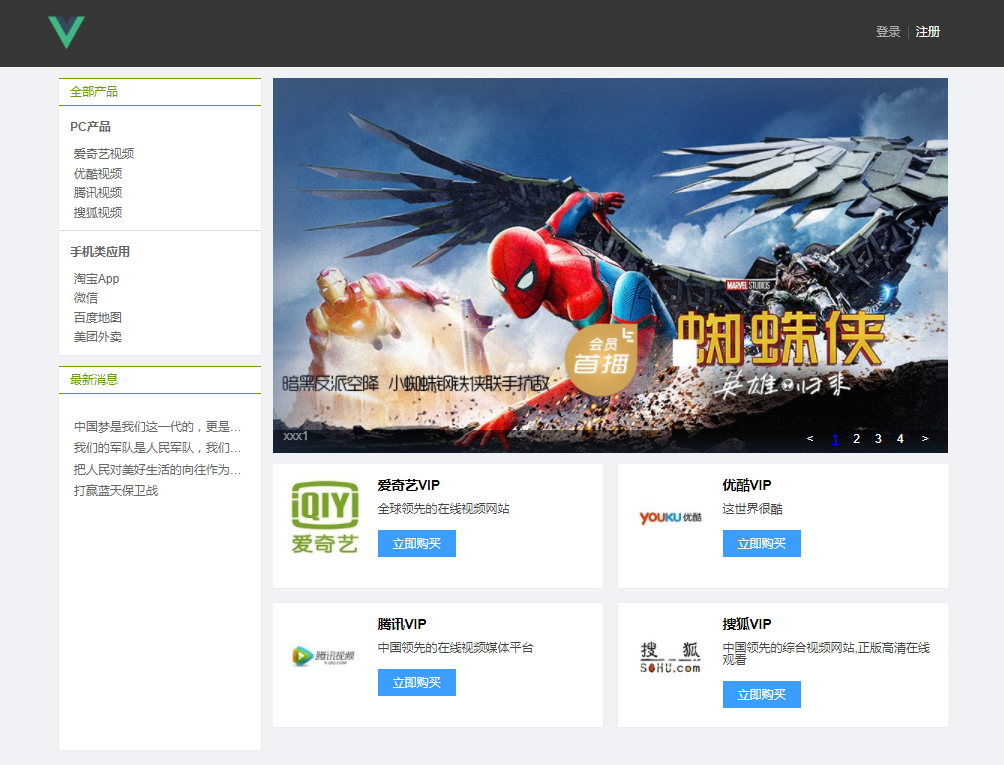 登录 | 注册
全部产品
PC产品
爱奇艺视频
优酷视频
腾讯视频
搜狐视频
手机类应用
淘宝App
微信
百度地图
美团外卖
最新消息
中国梦是我们这一代的，更是...
我们的军队是人民军队，我们...
把人民对美好生活的向往作为...
打赢蓝天保卫战
MARVEL STUDIOS
蜘蛛侠
英雄归来
会员
首播
暗黑反派空降 小蜘蛛钢铁侠联手抗敌
xxx1
< 1 2 3 4 >
iQIYI
爱奇艺
爱奇艺VIP
全球领先的在线视频网站
立即购买
YOUKU 优酷
优酷VIP
这世界很酷
立即购买
腾讯视频
腾讯VIP
中国领先的在线视频媒体平台
立即购买
搜狐
SOHU.com
搜狐VIP
中国领先的综合视频网站,正版高清在线
观看
立即购买